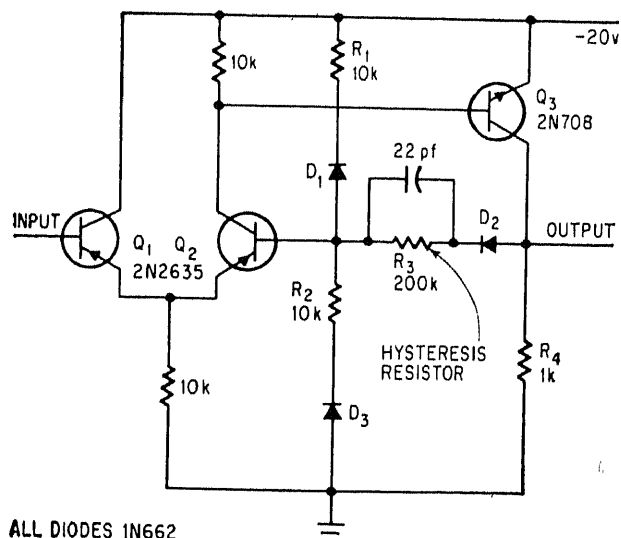 -20v
10k
R1
10k
Q3
2N708
22 pf
D1
D2
INPUT
OUTPUT
Q1
Q2
2N2635
R3
200k
R2
10k
HYSTERESIS
RESISTOR
R4
1k
10k
D3
ALL DIODES 1N662